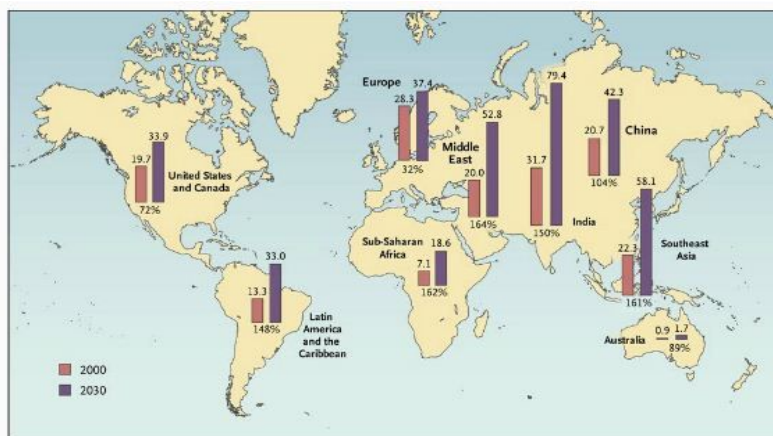 Europe
28.3
37.4
32%
Middle
East
20.0
52.8
164%
79.4
31.7
India
150%
42.3
20.7
China
104%
19.7
33.9
United States
and Canada
72%
58.1
22.3
Southeast
Asia
161%
Sub-Saharan
Africa
7.1
18.6
162%
33.0
13.3
Latin
America
and the
Caribbean
148%
Australia
0.9
1.7
89%
2000
2030